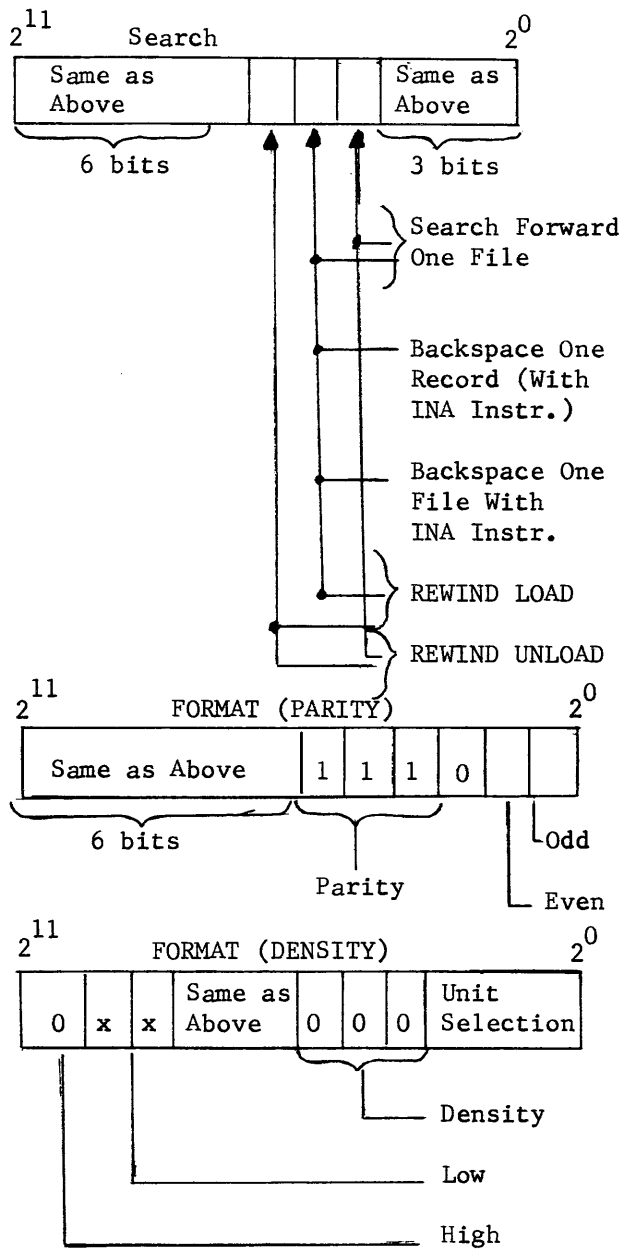 2^11 Search 2^0
Same as Above
Same as Above
6 bits
3 bits
Search Forward
One File
Backspace One
Record (With
INA Instr.)
Backspace One
File With
INA Instr.
REWIND LOAD
REWIND UNLOAD
2^11 FORMAT (PARITY) 2^0
Same as Above 1 1 1 0
6 bits
Odd
Parity
Even
2^11 FORMAT (DENSITY) 2^0
0 x x Same as Above 0 0 0 Unit Selection
Density
Low
High